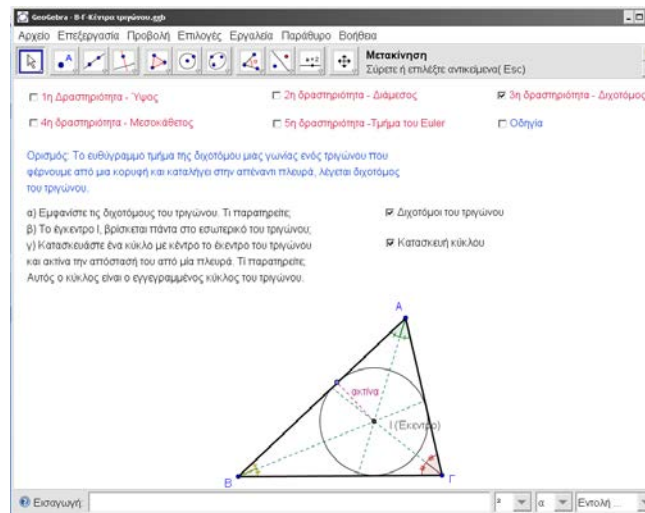 GeoGebra - Β-Γ-Κέντρα τριγώνου.ggb
Αρχείο Επεξεργασία Προβολή Επιλογές Εργαλεία Παράθυρο Βοήθεια
Μετακίνηση
Σύρετε ή επιλέξτε αντικείμενα( Esc)
1η Δραστηριότητα - Ύψος
2η δραστηριότητα - Διάμεσος
3η δραστηριότητα - Διχοτόμος
4η δραστηριότητα - Μεσοκάθετος
5η δραστηριότητα -Τμήμα του Euler
Οδηγία
Ορισμός: Το ευθύγραμμο τμήμα της διχοτόμου μιας γωνίας ενός τριγώνου που
φέρνουμε από μια κορυφή και καταλήγει στην απέναντι πλευρά, λέγεται διχοτόμος
του τριγώνου.
α) Εμφανίστε τις διχοτόμους του τριγώνου. Τι παρατηρείτε;
β) Το έγκεντρο Ι, βρίσκεται πάντα στο εσωτερικό του τριγώνου;
γ) Κατασκευάστε ένα κύκλο με κέντρο το έκεντρο του τριγώνου
και ακτίνα την απόστασή του από μία πλευρά. Τί παρατηρείτε;
Αυτός ο κύκλος είναι ο εγγεγραμμένος κύκλος του τριγώνου.
Διχοτόμοι του τριγώνου
Κατασκευή κύκλου
Α
ακτίνα
Ι (Έκεντρο)
Β
Γ
Εισαγωγή:
²
α
Εντολή ...